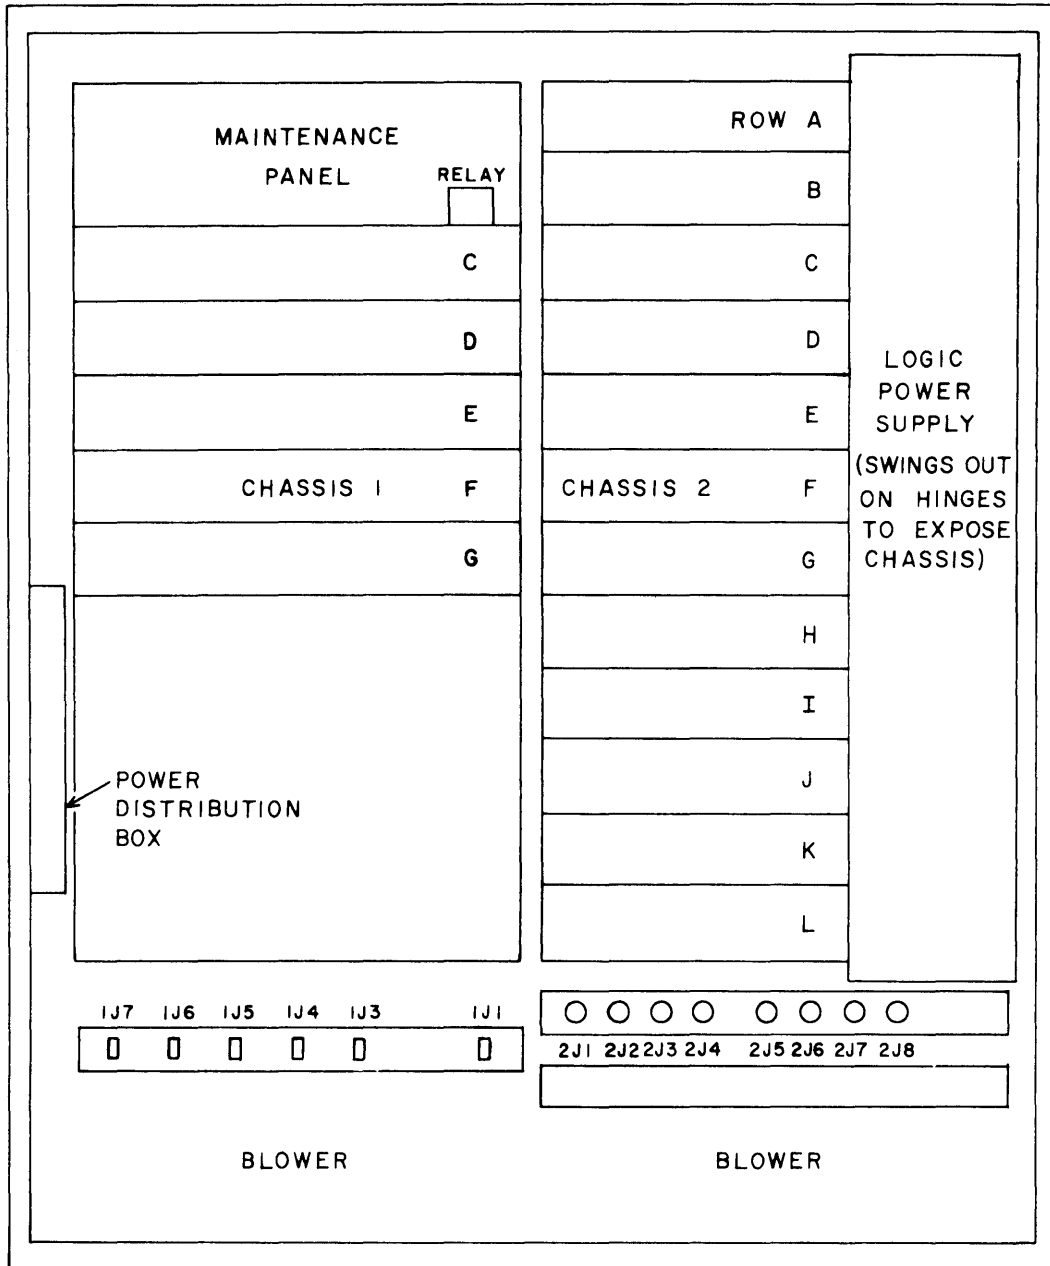 MAINTENANCE
PANEL
RELAY
C
D
E
CHASSIS 1 F
G
POWER
DISTRIBUTION
BOX
ROW A
B
C
D
E
CHASSIS 2 F
G
H
I
J
K
L
LOGIC
POWER
SUPPLY
(SWINGS OUT
ON HINGES
TO EXPOSE
CHASSIS)
1J7 1J6 1J5 1J4 1J3 1J1
2J1 2J2 2J3 2J4 2J5 2J6 2J7 2J8
BLOWER
BLOWER